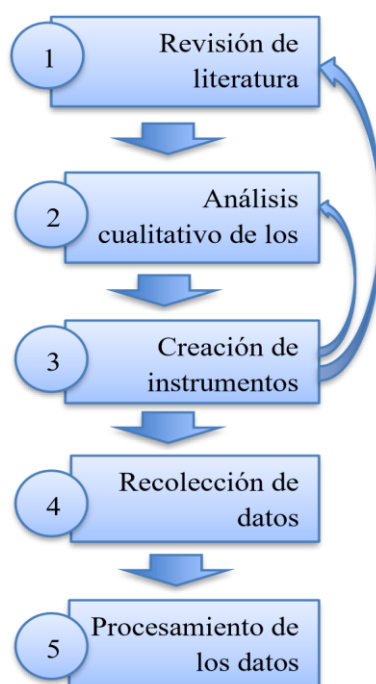 1
Revisión de
literatura
2
Análisis
cualitativo de los
3
Creación de
instrumentos
4
Recolección de
datos
5
Procesamiento de
los datos